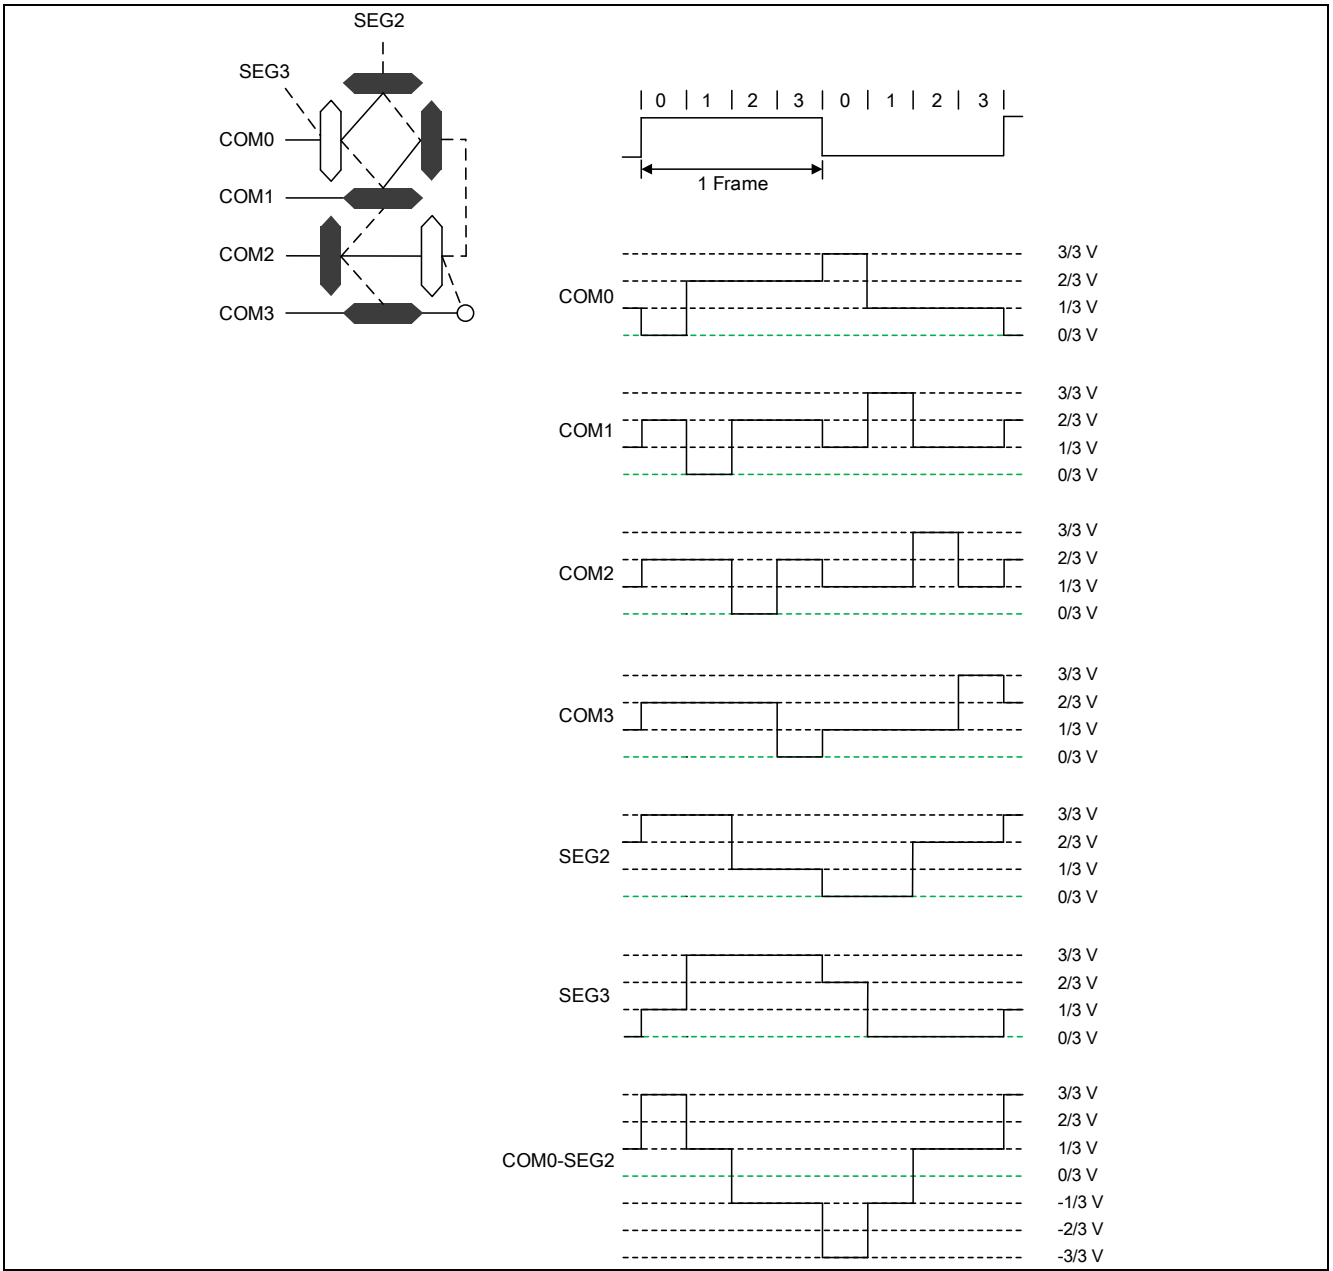 SEG2
SEG3
COM0
COM1
COM2
COM3
| 0 | 1 | 2 | 3 | 0 | 1 | 2 | 3 |
1 Frame
COM0
3/3 V
2/3 V
1/3 V
0/3 V
COM1
3/3 V
2/3 V
1/3 V
0/3 V
COM2
3/3 V
2/3 V
1/3 V
0/3 V
COM3
3/3 V
2/3 V
1/3 V
0/3 V
SEG2
3/3 V
2/3 V
1/3 V
0/3 V
SEG3
3/3 V
2/3 V
1/3 V
0/3 V
COM0-SEG2
3/3 V
2/3 V
1/3 V
0/3 V
-1/3 V
-2/3 V
-3/3 V